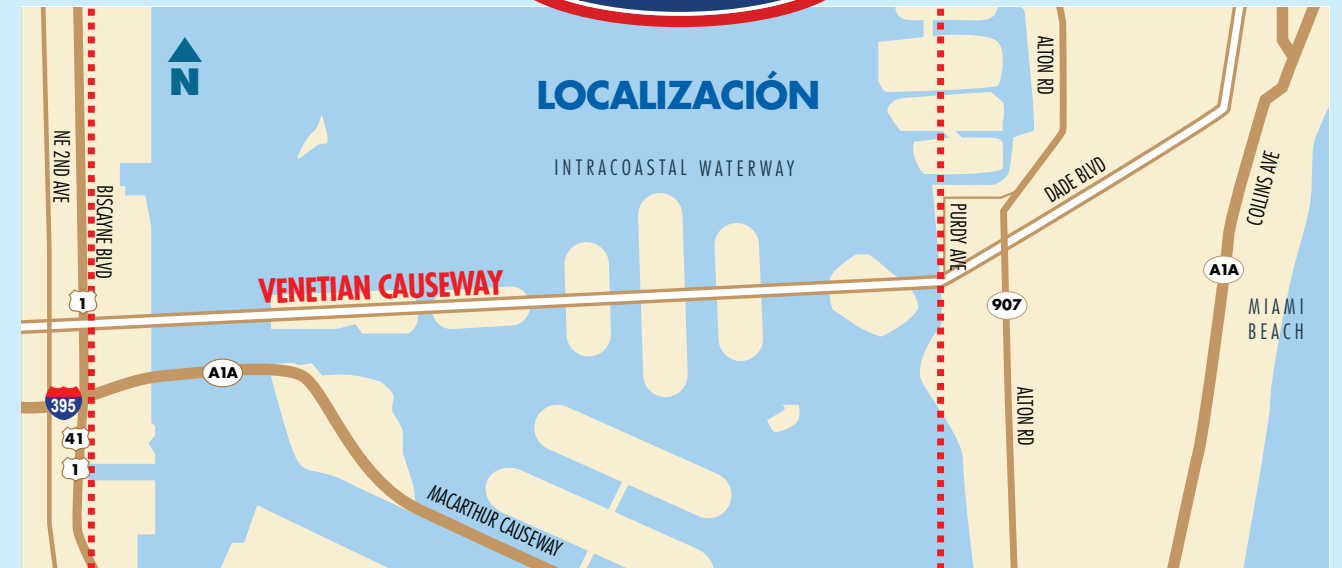 N
LOCALIZACIÓN
ALTON RD
NE 2ND AVE
INTRACOASTAL WATERWAY
DADE BLVD
COLLINS AVE
BISCAYNE BLVD
PURDY AVE
VENETIAN CAUSEWAY
A1A
1
907
MIAMI
BEACH
A1A
395
ALTON RD
41
1
MACARTHUR CAUSEWAY